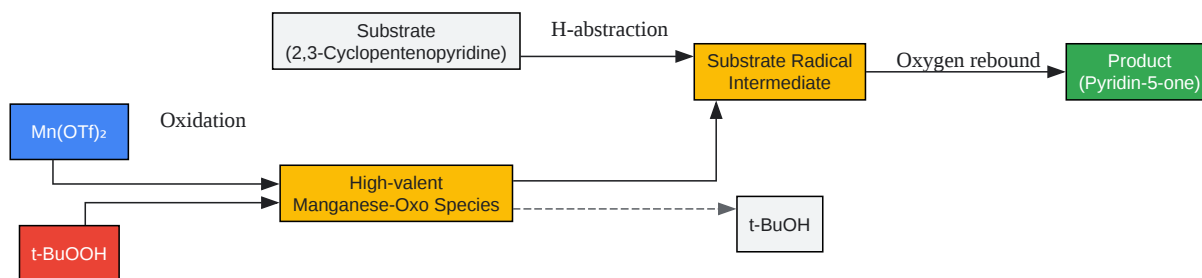 Substrate
(2,3-Cyclopentenopyridine)
H-abstraction
Substrate Radical
Intermediate
Oxygen rebound
Product
(Pyridin-5-one)
Mn(OTf)₂
Oxidation
High-valent
Manganese-Oxo Species
t-BuOH
t-BuOOH